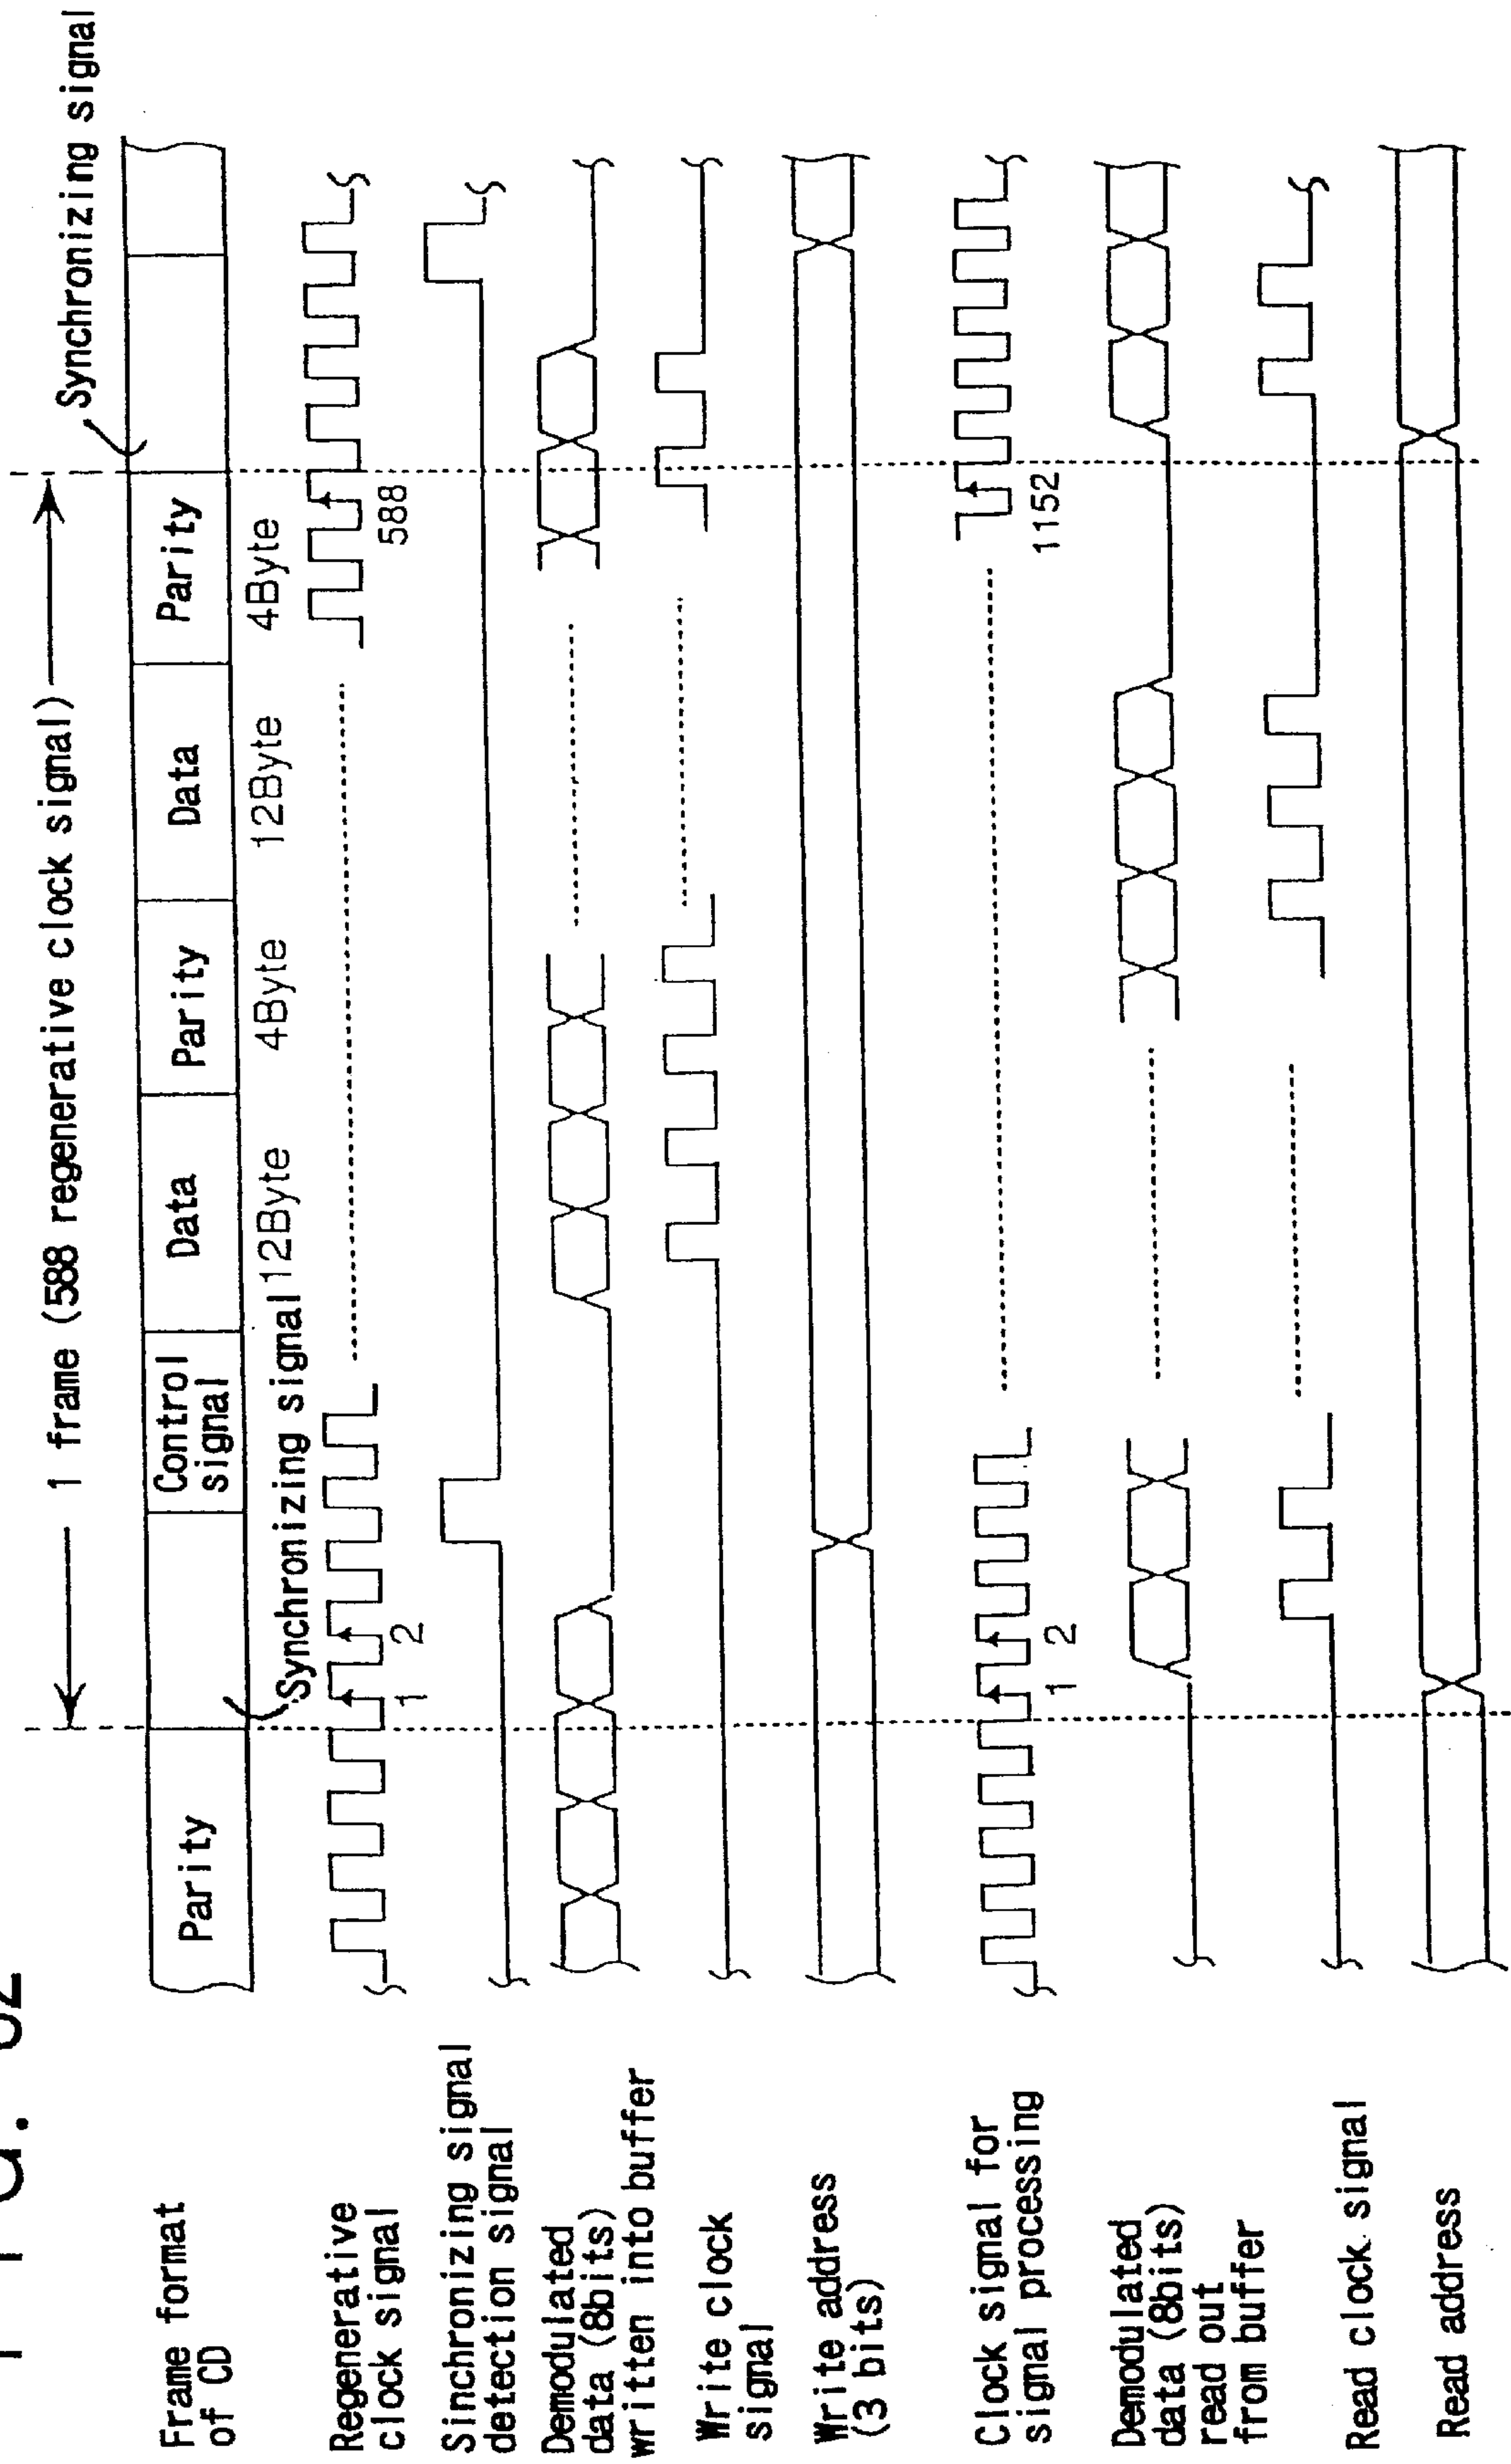 1 frame (588 regenerative clock signal)
Synchronizing signal
Frame format
of CD
Parity
Control
signal
Data
Parity
Data
Parity
Synchronizing signal
12Byte
4Byte
12Byte
4Byte
Regenerative
clock signal
1
2
588
Sinchronizing signal
detection signal
Demodulated
data (8bits)
written into buffer
Write clock
signal
Write address
(3 bits)
Clock signal for
signal processing
1
2
1152
Demodulated
data (8bits)
read out
from buffer
Read clock signal
Read address